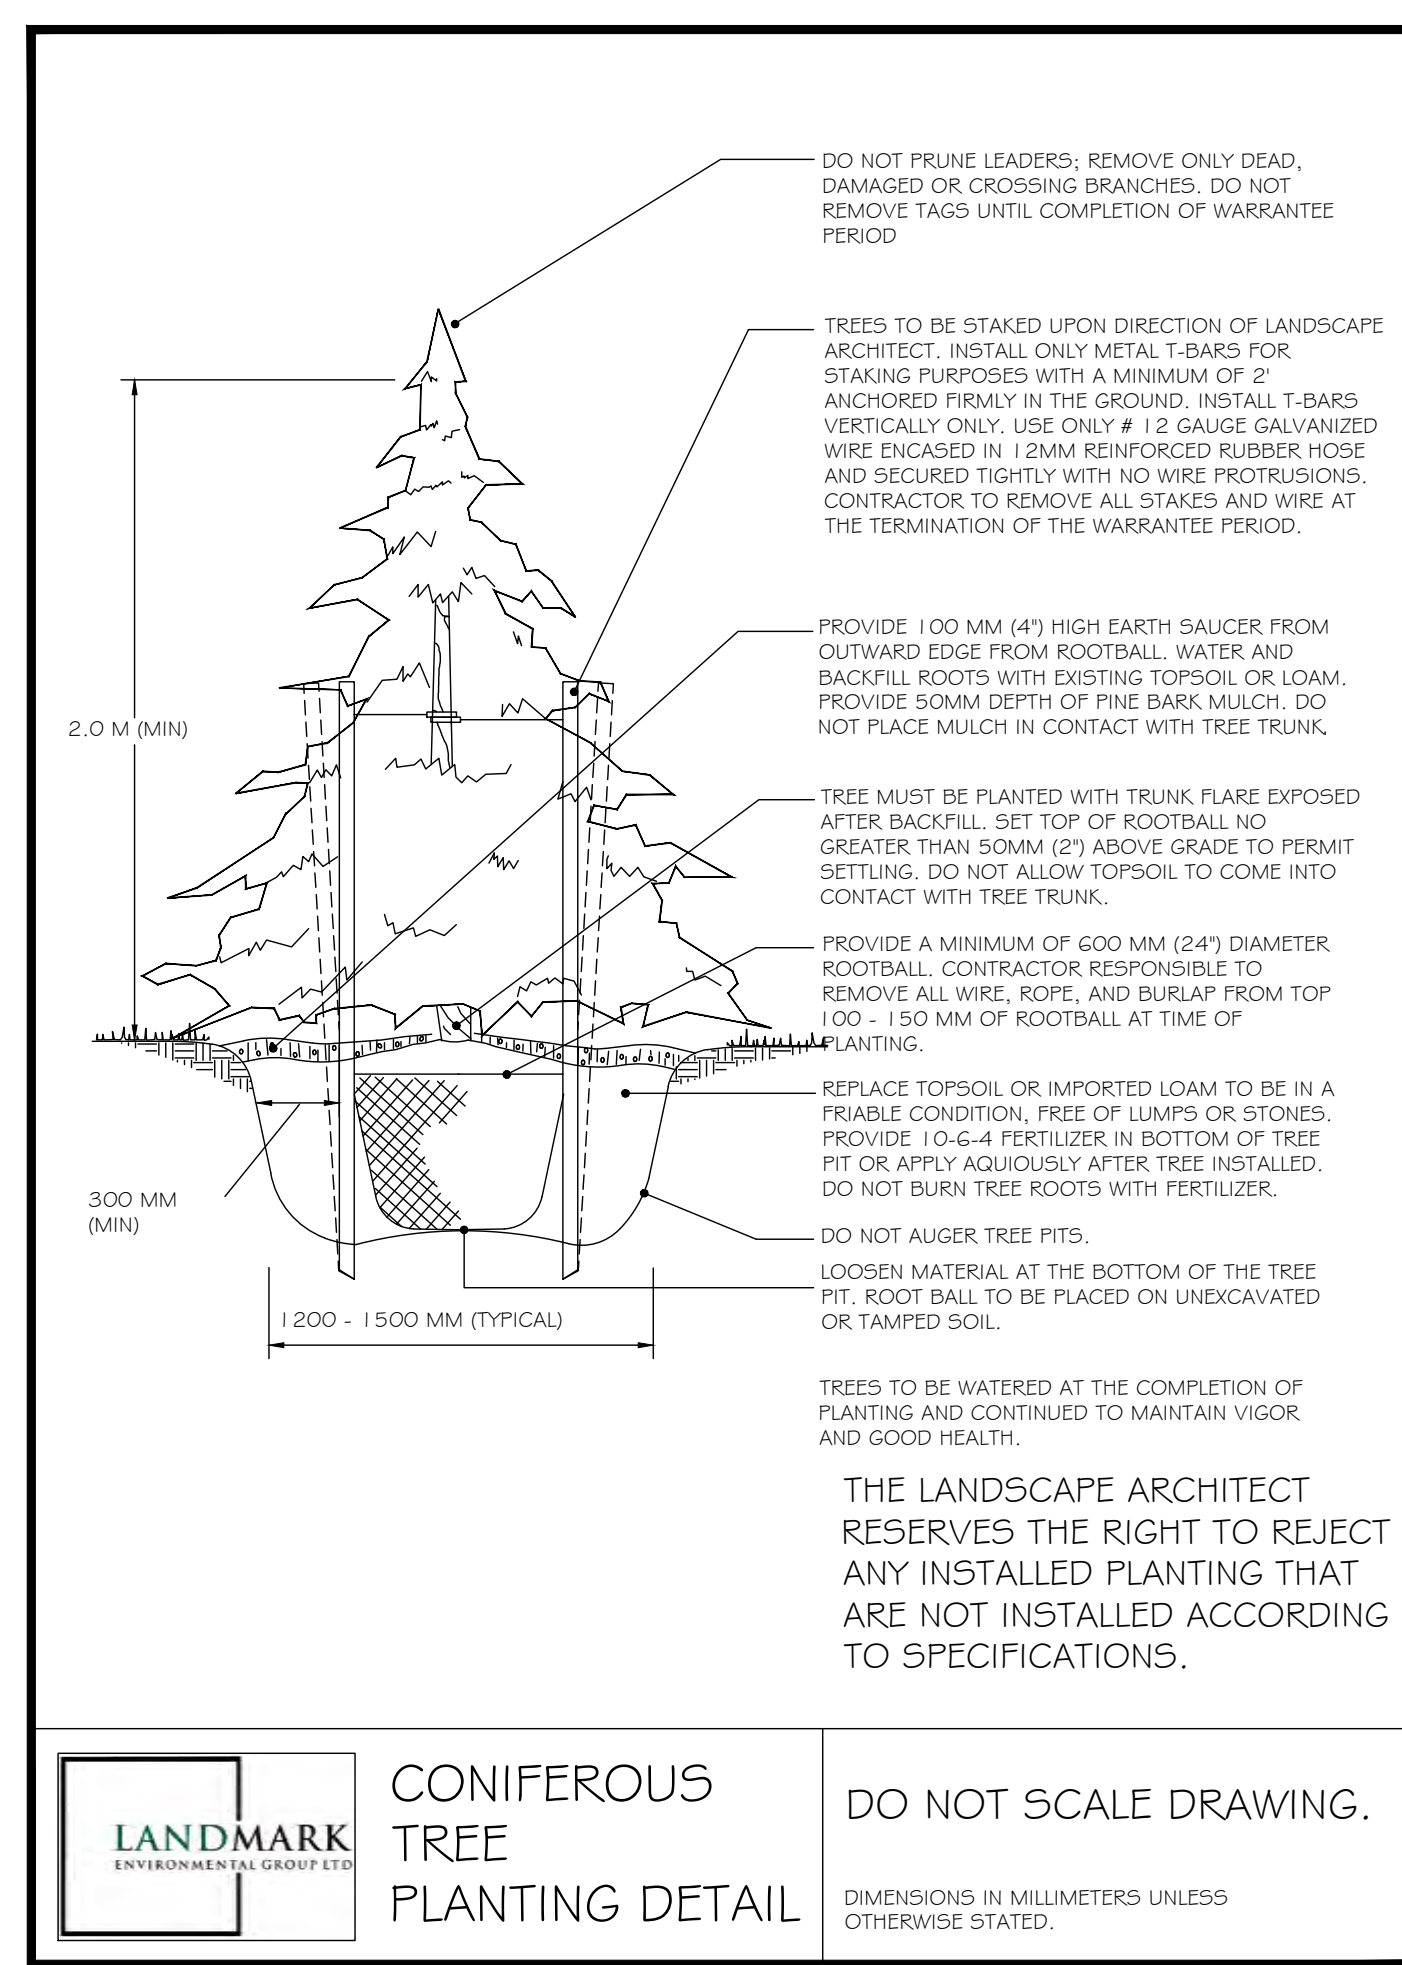 DO NOT PRUNE LEADERS; REMOVE ONLY DEAD,
DAMAGED OR CROSSING BRANCHES. DO NOT
REMOVE TAGS UNTIL COMPLETION OF WARRANTEE
PERIOD
TREES TO BE STAKED UPON DIRECTION OF LANDSCAPE
ARCHITECT. INSTALL ONLY METAL T-BARS FOR
STAKING PURPOSES WITH A MINIMUM OF 2'
ANCHORED FIRMLY IN THE GROUND. INSTALL T-BARS
VERTICALLY ONLY. USE ONLY # 12 GAUGE GALVANIZED
WIRE ENCASED IN 12MM REINFORCED RUBBER HOSE
AND SECURED TIGHTLY WITH NO WIRE PROTRUSIONS.
CONTRACTOR TO REMOVE ALL STAKES AND WIRE AT
THE TERMINATION OF THE WARRANTEE PERIOD.
PROVIDE 100 MM (4") HIGH EARTH SAUCER FROM
OUTWARD EDGE FROM ROOTBALL. WATER AND
BACKFILL ROOTS WITH EXISTING TOPSOIL OR LOAM.
PROVIDE 50MM DEPTH OF PINE BARK MULCH. DO
NOT PLACE MULCH IN CONTACT WITH TREE TRUNK.
2.0 M (MIN)
TREE MUST BE PLANTED WITH TRUNK FLARE EXPOSED
AFTER BACKFILL. SET TOP OF ROOTBALL NO
GREATER THAN 50MM (2") ABOVE GRADE TO PERMIT
SETTLING. DO NOT ALLOW TOPSOIL TO COME INTO
CONTACT WITH TREE TRUNK.
PROVIDE A MINIMUM OF 600 MM (24") DIAMETER
ROOTBALL. CONTRACTOR RESPONSIBLE TO
REMOVE ALL WIRE, ROPE, AND BURLAP FROM TOP
100 - 150 MM OF ROOTBALL AT TIME OF
PLANTING.
REPLACE TOPSOIL OR IMPORTED LOAM TO BE IN A
FRIABLE CONDITION, FREE OF LUMPS OR STONES.
PROVIDE 10-6-4 FERTILIZER IN BOTTOM OF TREE
PIT OR APPLY AQUIOUSLY AFTER TREE INSTALLED.
DO NOT BURN TREE ROOTS WITH FERTILIZER.
300 MM
(MIN)
DO NOT AUGER TREE PITS.
LOOSEN MATERIAL AT THE BOTTOM OF THE TREE
PIT. ROOT BALL TO BE PLACED ON UNEXCAVATED
OR TAMPED SOIL.
1200 - 1500 MM (TYPICAL)
TREES TO BE WATERED AT THE COMPLETION OF
PLANTING AND CONTINUED TO MAINTAIN VIGOR
AND GOOD HEALTH.
THE LANDSCAPE ARCHITECT
RESERVES THE RIGHT TO REJECT
ANY INSTALLED PLANTING THAT
ARE NOT INSTALLED ACCORDING
TO SPECIFICATIONS.
LANDMARK
ENVIRONMENTAL GROUP LTD
CONIFEROUS
TREE
PLANTING DETAIL
DO NOT SCALE DRAWING.
DIMENSIONS IN MILLIMETERS UNLESS
OTHERWISE STATED.